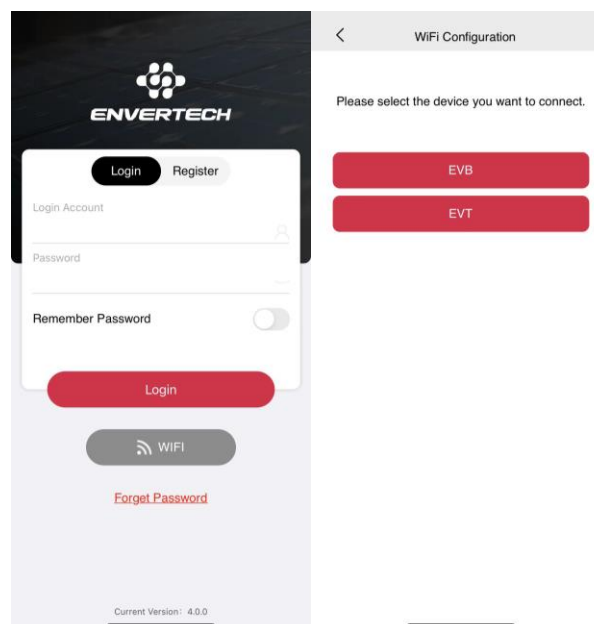 ENVERTECH
Login Register
Login Account
Password
Remember Password
Login
WIFI
Forget Password
Current Version: 4.0.0
WiFi Configuration
Please select the device you want to connect.
EVB
EVT